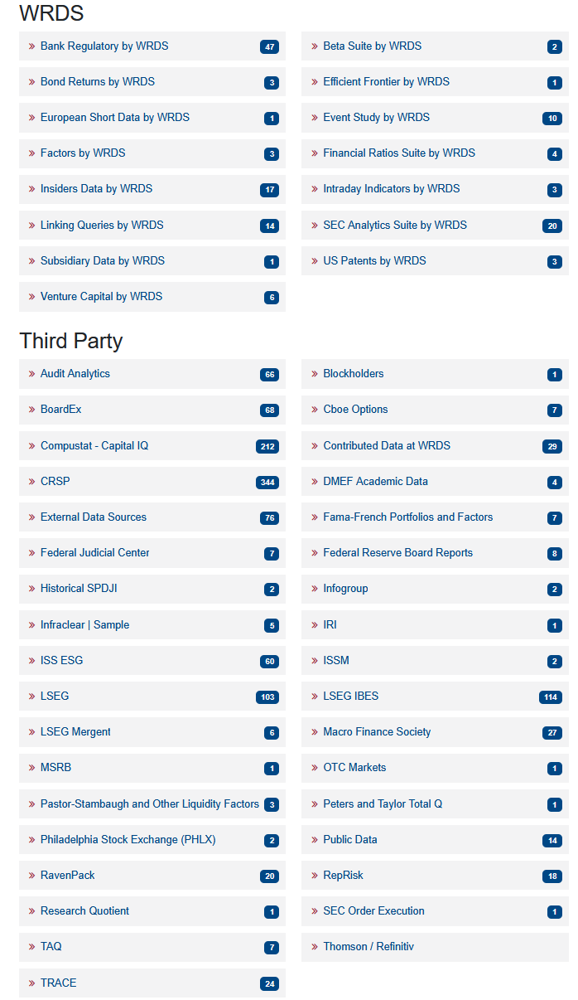 WRDS
Bank Regulatory by WRDS 47
Beta Suite by WRDS 2
Bond Returns by WRDS 3
Efficient Frontier by WRDS 1
European Short Data by WRDS 1
Event Study by WRDS 10
Factors by WRDS 3
Financial Ratios Suite by WRDS 4
Insiders Data by WRDS 17
Intraday Indicators by WRDS 3
Linking Queries by WRDS 14
SEC Analytics Suite by WRDS 20
Subsidiary Data by WRDS 1
US Patents by WRDS 3
Venture Capital by WRDS 6
Third Party
Audit Analytics 66
Blockholders 1
BoardEx 68
Cboe Options 7
Compustat - Capital IQ 212
Contributed Data at WRDS 29
CRSP 344
DMEF Academic Data 4
External Data Sources 76
Fama-French Portfolios and Factors 7
Federal Judicial Center 7
Federal Reserve Board Reports 8
Historical SPDJI 2
Infogroup 2
Infraclear | Sample 5
IRI 1
ISS ESG 60
ISSM 2
LSEG 103
LSEG IBES 114
LSEG Mergent 6
Macro Finance Society 27
MSRB 1
OTC Markets 1
Pastor-Stambaugh and Other Liquidity Factors 3
Peters and Taylor Total Q 1
Philadelphia Stock Exchange (PHLX) 2
Public Data 14
RavenPack 20
RepRisk 18
Research Quotient 1
SEC Order Execution 1
TAQ 7
Thomson / Refinitiv
TRACE 24